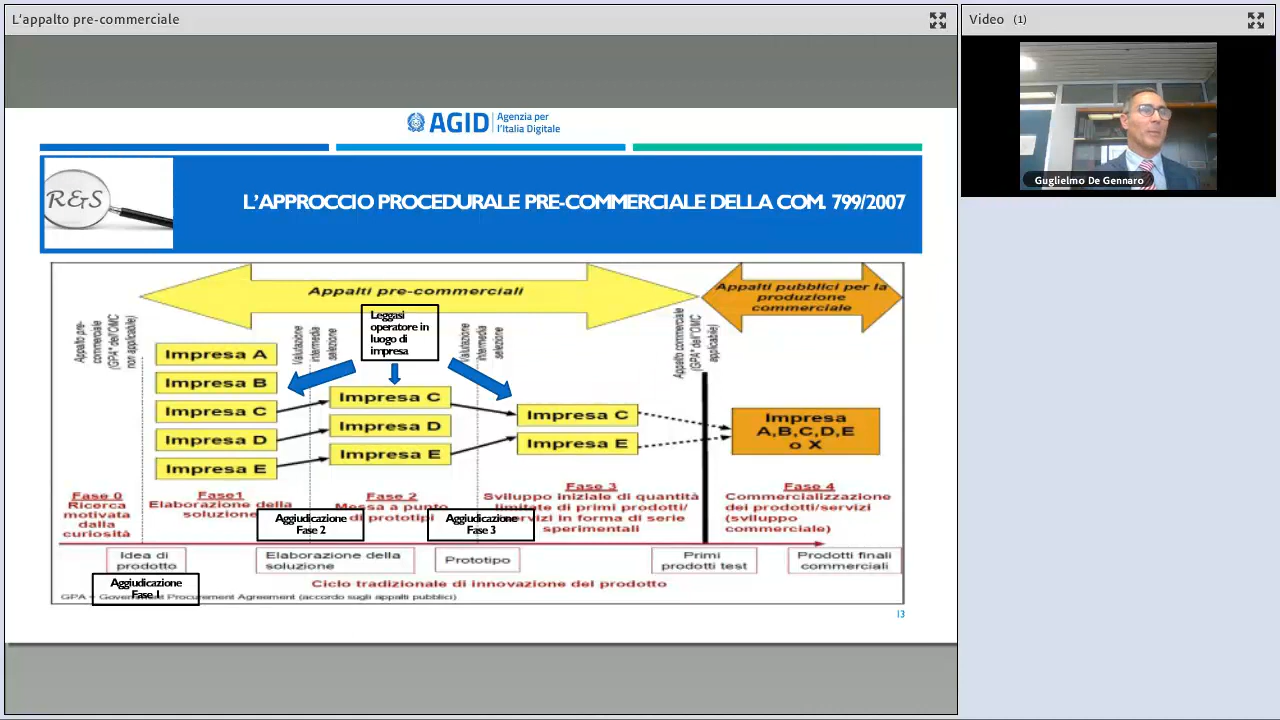 L'appalto pre-commerciale
Video (1)
Guglielmo De Gennaro
AGID
Agenzia per
l'Italia Digitale
R&S
L'APPROCCIO PROCEDURALE PRE-COMMERCIALE DELLA COM. 799/2007
Appalti pre-commerciali
Appalti pubblici per la
produzione
commerciale
Appalto pre-
commerciale
(GPA* dell'OMC
non applicabile)
Valutazione
intermedia
selezione
Leggasi
operatore in
luogo di
impresa
Valutazione
intermedia
selezione
Appalto commerciale
(GPA* dell'OMC
applicabile)
Impresa A
Impresa B
Impresa C
Impresa D
Impresa E
Impresa C
Impresa D
Impresa E
Impresa C
Impresa E
Impresa
A,B,C,D,E
o X
Fase 0
Ricerca
motivata
dalla
curiosità
Fase1
Elaborazione della
soluzione
Fase 2
Messa a punto
di prototipi
Fase 3
Sviluppo iniziale di quantità
limitate di primi prodotti/
servizi in forma di serie
sperimentali
Fase 4
Commercializzazione
dei prodotti/servizi
(sviluppo
commerciale)
Aggiudicazione
Fase 2
Aggiudicazione
Fase 3
Idea di
prodotto
Elaborazione della
soluzione
Prototipo
Primi
prodotti test
Prodotti finali
commerciali
Aggiudicazione
Fase 1
Ciclo tradizionale di innovazione del prodotto
GPA = Government Procurement Agreement (accordo sugli appalti pubblici)
13